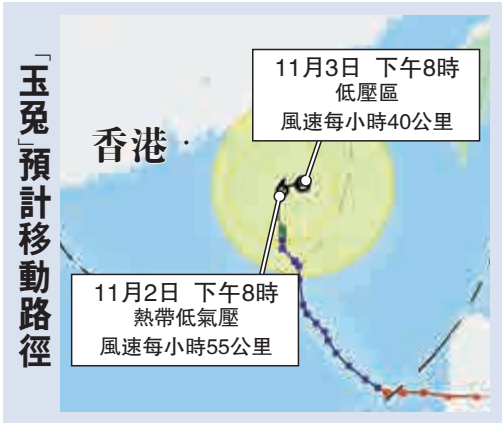 「玉兔」預計移動路徑
11月3日 下午8時
低壓區
風速每小時40公里
香港
11月2日 下午8時
熱帶低氣壓
風速每小時55公里